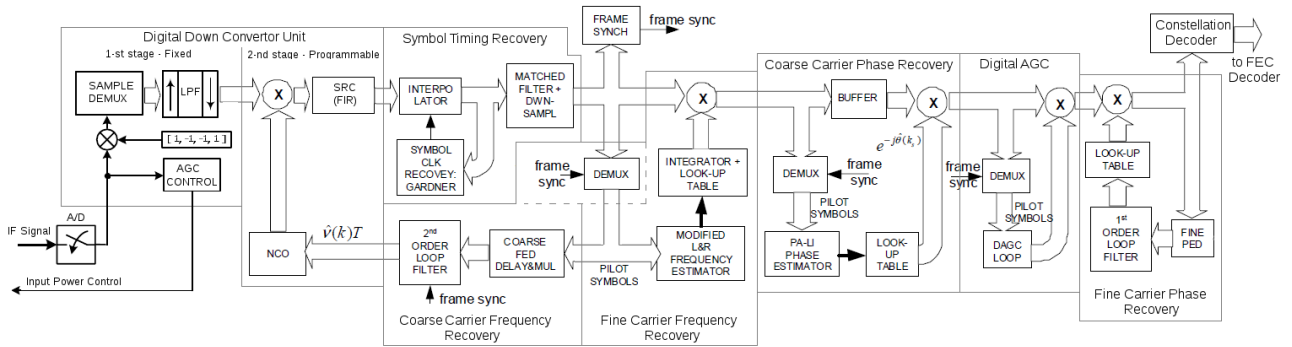 Digital Down Convertor Unit
1-st stage - Fixed
2-nd stage - Programmable
SAMPLE
DEMUX
LPF
X
SRC
(FIR)
[ 1, -1, -1, 1 ]
AGC
CONTROL
A/D
IF Signal
Input Power Control
NCO
v̂(k)T
Symbol Timing Recovery
INTERPO
LATOR
MATCHED
FILTER +
DWN-
SAMPL
SYMBOL
CLK
RECOVEY:
GARDNER
FRAME
SYNCH
frame sync
frame
sync
DEMUX
2nd
ORDER
LOOP
FILTER
frame sync
COARSE
FED
DELAY&MUL
Coarse Carrier Frequency
Recovery
X
INTEGRATOR +
LOOK-UP
TABLE
MODIFIED
L&R
FREQUENCY
ESTIMATOR
PILOT
SYMBOLS
Fine Carrier Frequency
Recovery
Coarse Carrier Phase Recovery
BUFFER
X
e^{-jθ̂(k_s)}
DEMUX
frame
sync
PILOT
SYMBOLS
PA-LI
PHASE
ESTIMATOR
LOOK-
UP
TABLE
Digital AGC
X
frame
sync
DEMUX
PILOT
SYMBOLS
DAGC
LOOP
X
LOOK-UP
TABLE
1st
ORDER
LOOP
FILTER
FINE
PED
Fine Carrier Phase
Recovery
Constellation
Decoder
to FEC
Decoder